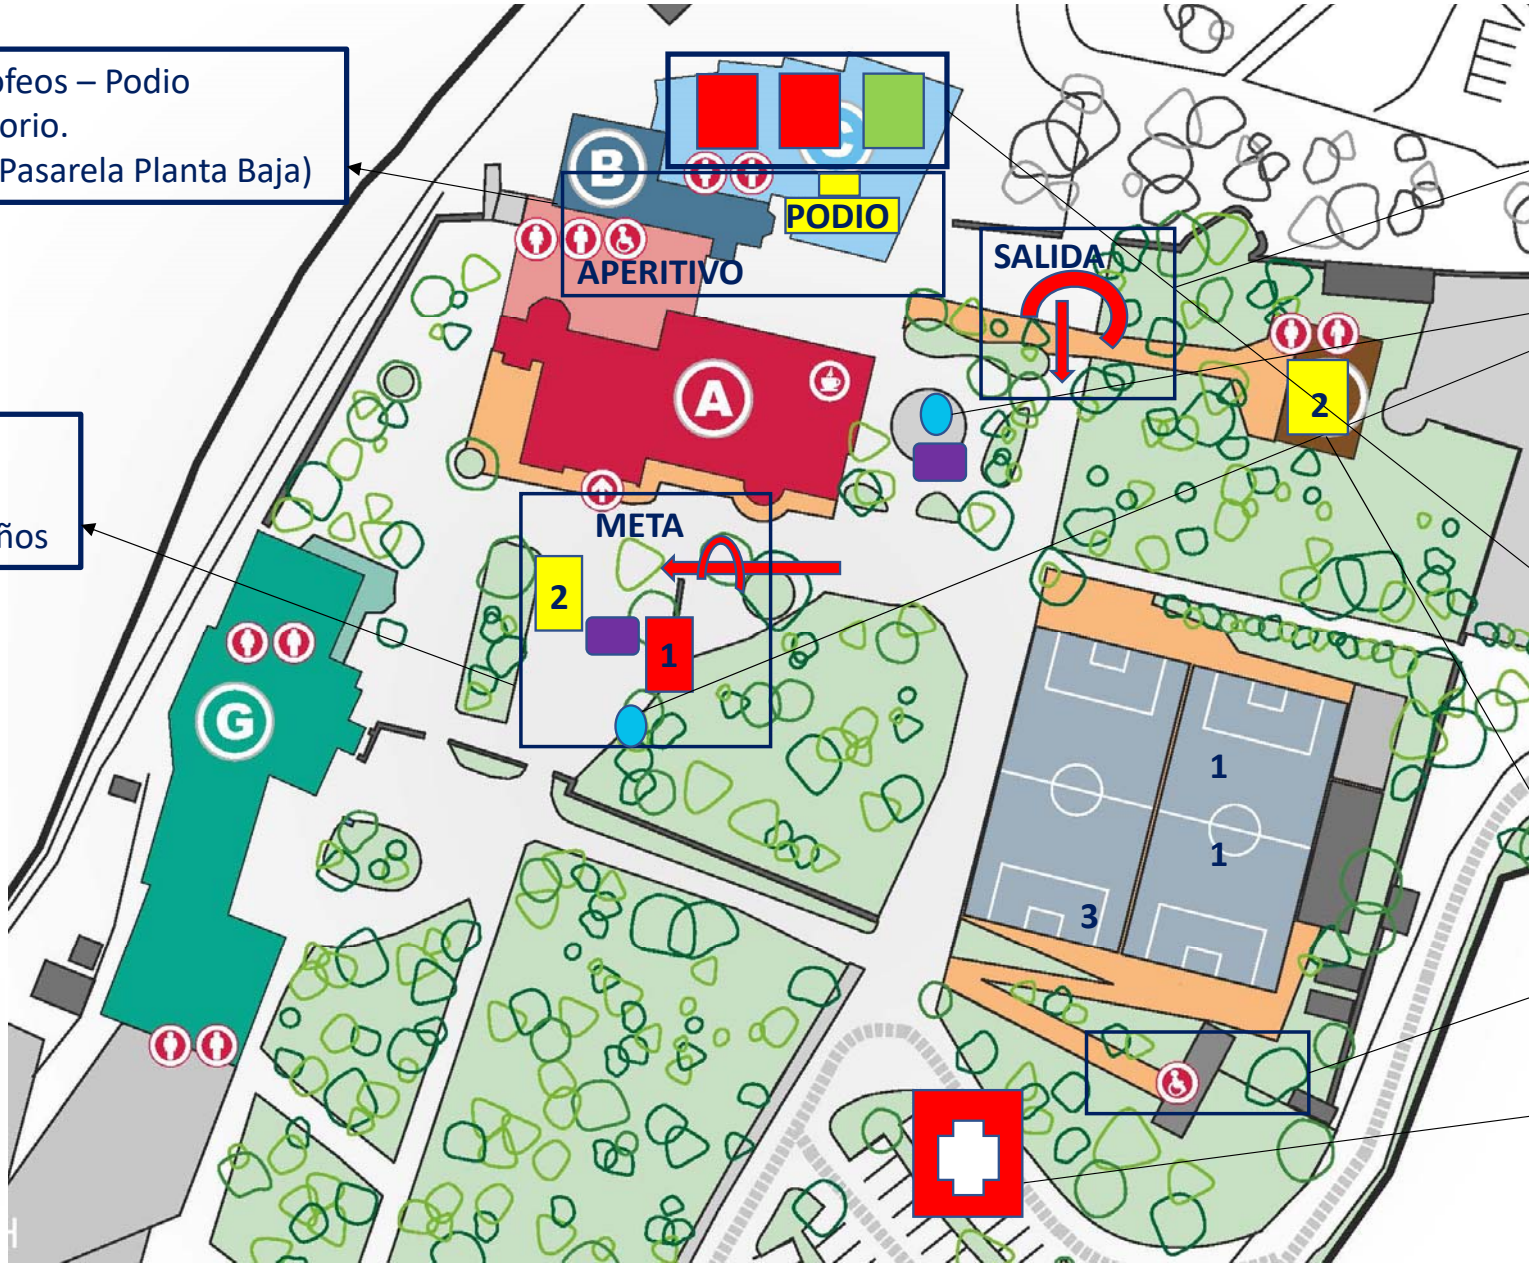 ofeos – Podio
orio.
Pasarela Planta Baja)
B
C
PODIO
APERITIVO
SALIDA
A
2
META
2
1
ños
G
1
1
3
H